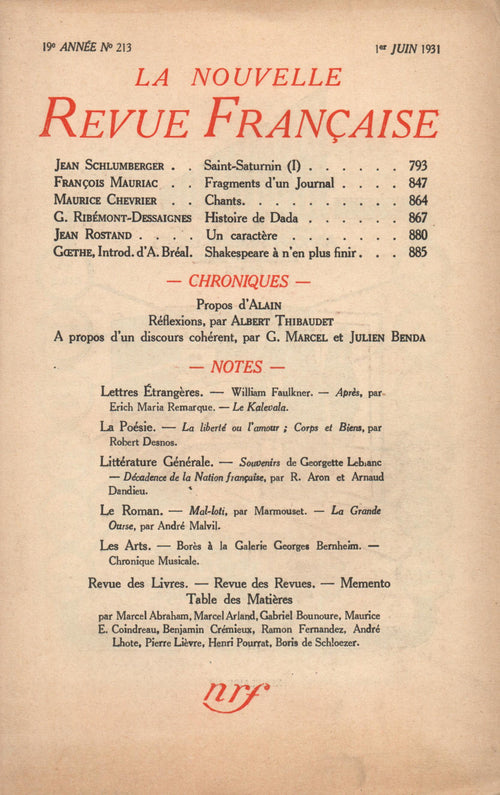 19e ANNÉE No 213
1er JUIN 1931
LA NOUVELLE
REVUE FRANÇAISE
JEAN SCHLUMBERGER . . Saint-Saturnin (I) . . . . . . 793
FRANÇOIS MAURIAC . . Fragments d'un Journal . . . . 847
MAURICE CHEVRIER . . Chants. . . . . . . . . . 864
G. RIBÉMONT-DESSAIGNES Histoire de Dada . . . . . . 867
JEAN ROSTAND . . . . Un caractère . . . . . . . 880
GŒTHE, Introd. d'A. Bréal. Shakespeare à n'en plus finir. . . 885
— CHRONIQUES —
Propos d'ALAIN
Réflexions, par ALBERT THIBAUDET
A propos d'un discours cohérent, par G. MARCEL et JULIEN BENDA
— NOTES —
Lettres Étrangères. — William Faulkner. — Après, par
Erich Maria Remarque. — Le Kalevala.
La Poésie. — La liberté ou l'amour ; Corps et Biens, par
Robert Desnos.
Littérature Générale. — Souvenirs de Georgette Leblanc
— Décadence de la Nation française, par R. Aron et Arnaud
Dandieu.
Le Roman. — Mal-loti, par Marmouset. — La Grande
Ourse, par André Malvil.
Les Arts. — Borès à la Galerie Georges Bernheim. —
Chronique Musicale.
Revue des Livres. — Revue des Revues. — Memento
Table des Matières
par Marcel Abraham, Marcel Arland, Gabriel Bounoure, Maurice
E. Coindreau, Benjamin Crémieux, Ramon Fernandez, André
Lhote, Pierre Lièvre, Henri Pourrat, Boris de Schloezer.
nrf